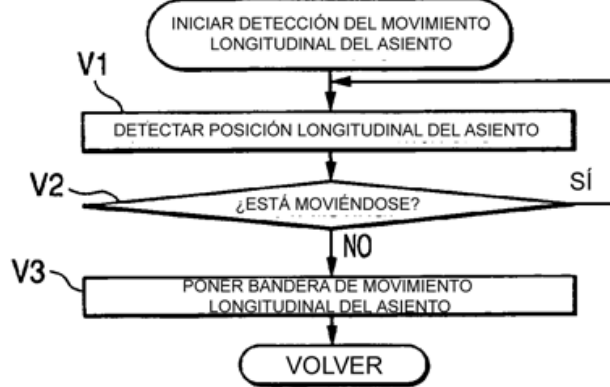 INICIAR DETECCIÓN DEL MOVIMIENTO
LONGITUDINAL DEL ASIENTO
V1
DETECTAR POSICIÓN LONGITUDINAL DEL ASIENTO
V2
¿ESTÁ MOVIÉNDOSE?
SÍ
NO
V3
PONER BANDERA DE MOVIMIENTO
LONGITUDINAL DEL ASIENTO
VOLVER